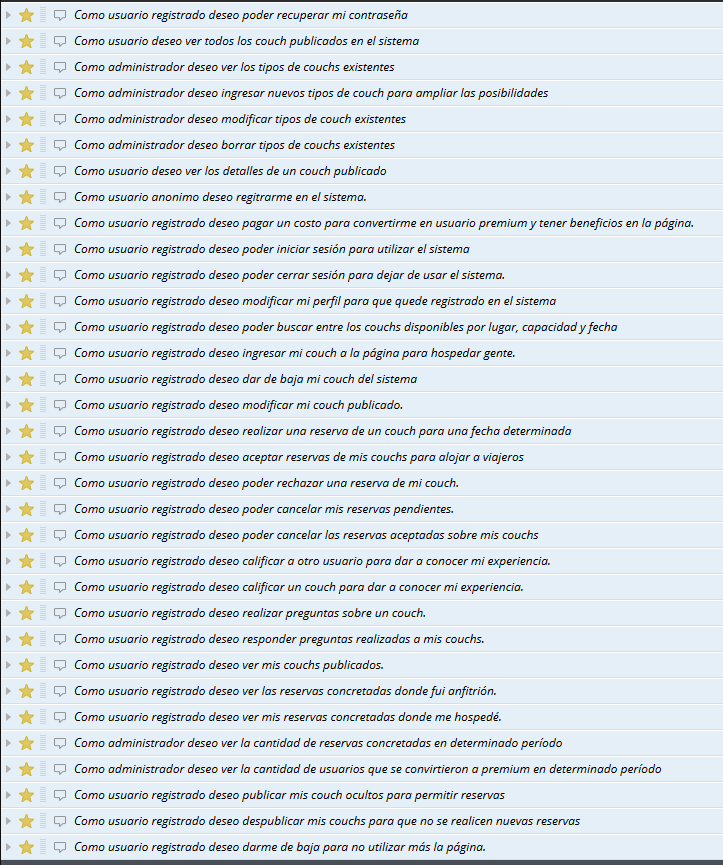 Como usuario registrado deseo poder recuperar mi contraseña
Como usuario deseo ver todos los couch publicados en el sistema
Como administrador deseo ver los tipos de couchs existentes
Como administrador deseo ingresar nuevos tipos de couch para ampliar las posibilidades
Como administrador deseo modificar tipos de couch existentes
Como administrador deseo borrar tipos de couchs existentes
Como usuario deseo ver los detalles de un couch publicado
Como usuario anonimo deseo regitrarme en el sistema.
Como usuario registrado deseo pagar un costo para convertirme en usuario premium y tener beneficios en la página.
Como usuario registrado deseo poder iniciar sesión para utilizar el sistema
Como usuario registrado deseo poder cerrar sesión para dejar de usar el sistema.
Como usuario registrado deseo modificar mi perfil para que quede registrado en el sistema
Como usuario registrado deseo poder buscar entre los couchs disponibles por lugar, capacidad y fecha
Como usuario registrado deseo ingresar mi couch a la página para hospedar gente.
Como usuario registrado deseo dar de baja mi couch del sistema
Como usuario registrado deseo modificar mi couch publicado.
Como usuario registrado deseo realizar una reserva de un couch para una fecha determinada
Como usuario registrado deseo aceptar reservas de mis couchs para alojar a viajeros
Como usuario registrado deseo poder rechazar una reserva de mi couch.
Como usuario registrado deseo poder cancelar mis reservas pendientes.
Como usuario registrado deseo poder cancelar las reservas aceptadas sobre mis couchs
Como usuario registrado deseo calificar a otro usuario para dar a conocer mi experiencia.
Como usuario registrado deseo calificar un couch para dar a conocer mi experiencia.
Como usuario registrado deseo realizar preguntas sobre un couch.
Como usuario registrado deseo responder preguntas realizadas a mis couchs.
Como usuario registrado deseo ver mis couchs publicados.
Como usuario registrado deseo ver las reservas concretadas donde fui anfitrión.
Como usuario registrado deseo ver mis reservas concretadas donde me hospedé.
Como administrador deseo ver la cantidad de reservas concretadas en determinado período
Como administrador deseo ver la cantidad de usuarios que se convirtieron a premium en determinado período
Como usuario registrado deseo publicar mis couch ocultos para permitir reservas
Como usuario registrado deseo despublicar mis couchs para que no se realicen nuevas reservas
Como usuario registrado deseo darme de baja para no utilizar más la página.